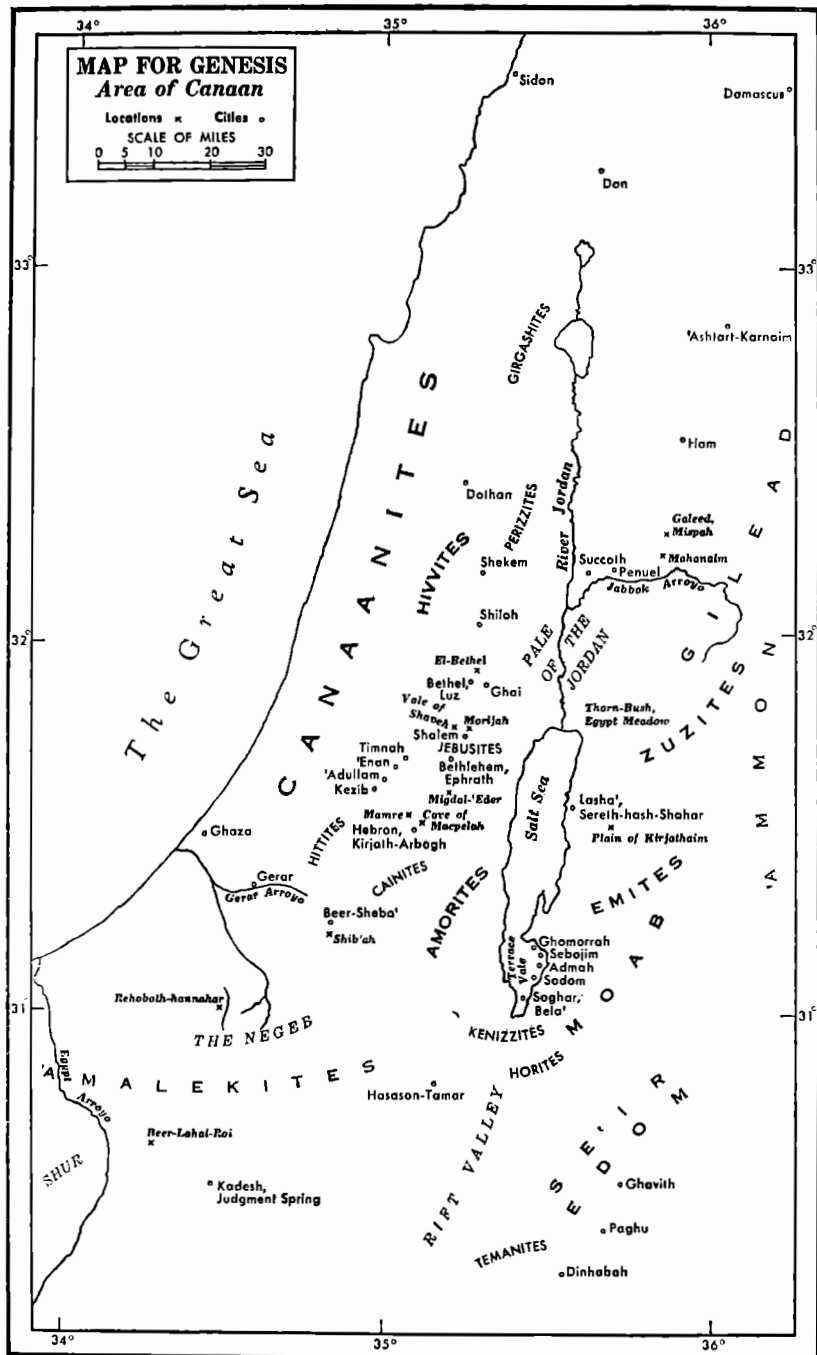 34°
35°
36°
MAP FOR GENESIS
Area of Canaan
Locations × Cities o
SCALE OF MILES
0 5 10 20 30
Sidon
Damascus
Dan
33°
33°
'Ashtart-Karnaim
GIRGASHITES
CANAANITES
The Great Sea
Ham
Dothan
PERIZZITES
River Jordan
Galeed,
Mispah
Mahanaim
GILEAD
HIVVITES
Shekem
Succoth
Penuel
Jabbok Arroyo
Shiloh
32°
32°
PALE
OF THE
JORDAN
El-Bethel
Bethel,
Luz
Ghai
Vale of
Shaveh
Morijah
Shalem
Thorn-Bush,
Egypt Meadow
ZUZITES
'AMMON
Timnah
JEBUSITES
'Enan
Bethlehem,
Ephrath
'Adullam
Kezib
Migdal-'Eder
Salt Sea
Lasha',
Sereth-hash-Shahar
Plain of Kirjathaim
Mamre
Cave of
Macpelah
Hebron,
Kirjath-Arbagh
Ghaza
HITTITES
Gerar
Gerar Arroyo
CAINITES
AMORITES
EMITES
Beer-Sheba'
Shib'ah
MOAB
Terrace
Vale
Ghomorrah
Sebojim
Admah
Sodom
Soghar,
Bela'
Rehoboth-hannahar
31°
31°
THE NEGEB
KENIZZITES
HORITES
'AMALEKITES
Egypt
Arroyo
Hasason-Tamar
Beer-Lahai-Roi
SHUR
Kadesh,
Judgment Spring
RIFT VALLEY
SE'IR
EDOM
Ghavith
Paghu
TEMANITES
Dinhabah
34°
35°
36°